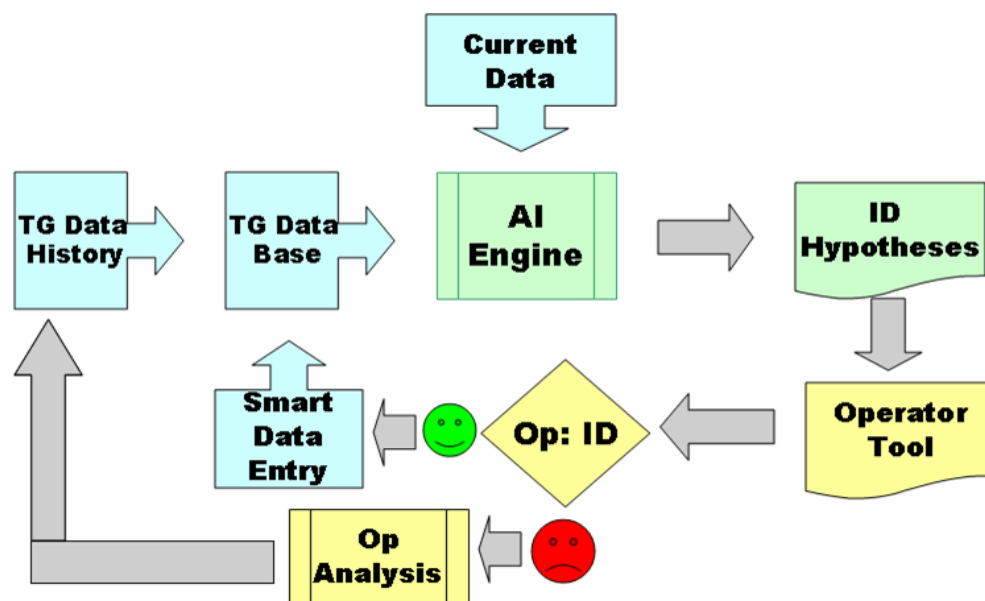 Current
Data
TG Data
History
TG Data
Base
AI
Engine
ID
Hypotheses
Smart
Data
Entry
Op: ID
Operator
Tool
Op
Analysis